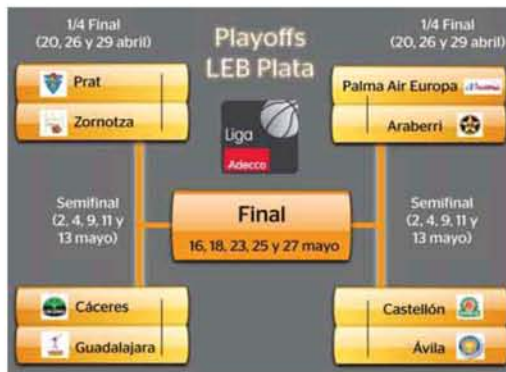 1/4 Final
(20, 26 y 29 abril)
Playoffs
LEB Plata
1/4 Final
(20, 26 y 29 abril)
Prat
Zornotza
Palma Air Europa
Araberri
Liga
Adecco
Semifinal
(2, 4, 9, 11 y
13 mayo)
Final
16, 18, 23, 25 y 27 mayo
Semifinal
(2, 4, 9, 11 y
13 mayo)
Cáceres
Guadalajara
Castellón
Ávila